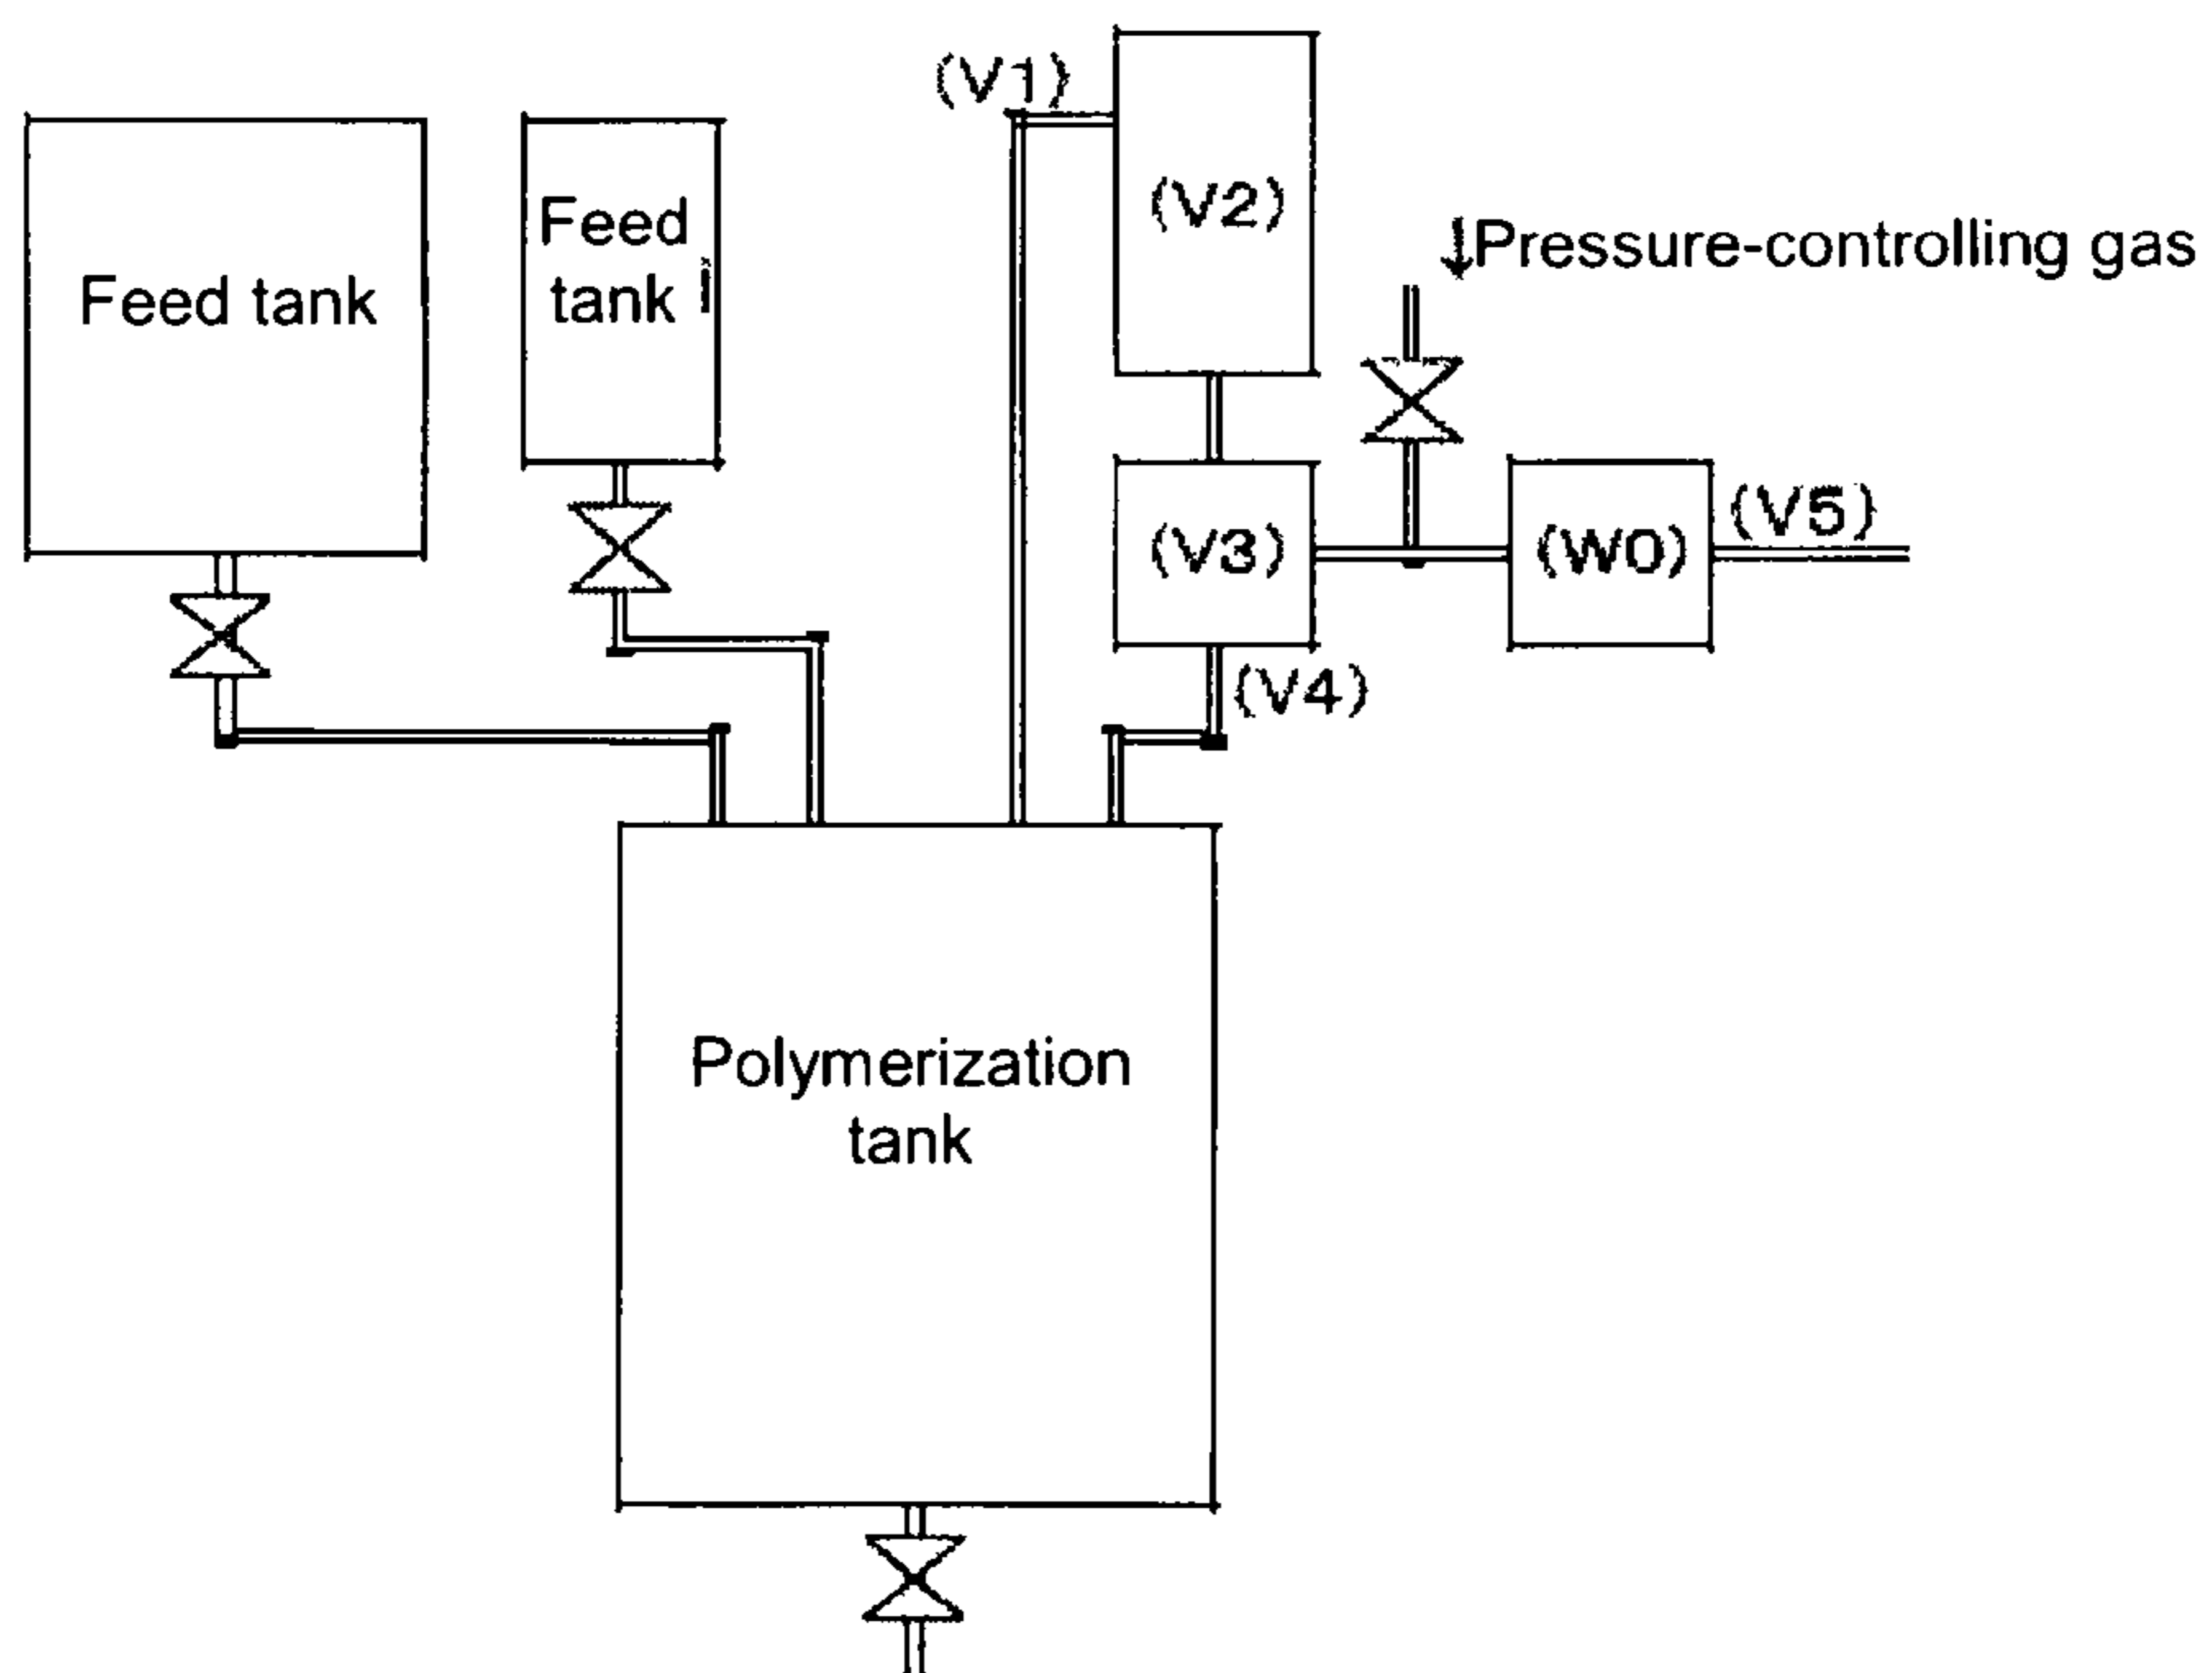 (V1)
Feed tank
Feed
tank i
(V2)
↓Pressure-controlling gas
(V3)
(W0)
(V5)
(V4)
Polymerization
tank